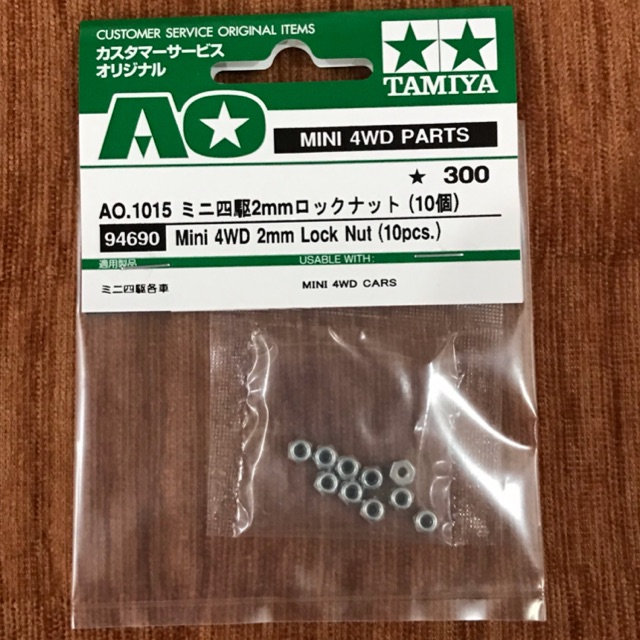 CUSTOMER SERVICE ORIGINAL ITEMS
カスタマーサービス
オリジナル
TAMIYA
AO
MINI 4WD PARTS
★ 300
AO.1015 ミニ四駆2mmロックナット (10個)
94690 Mini 4WD 2mm Lock Nut (10pcs.)
適用製品 USABLE WITH:
ミニ四駆各車 MINI 4WD CARS